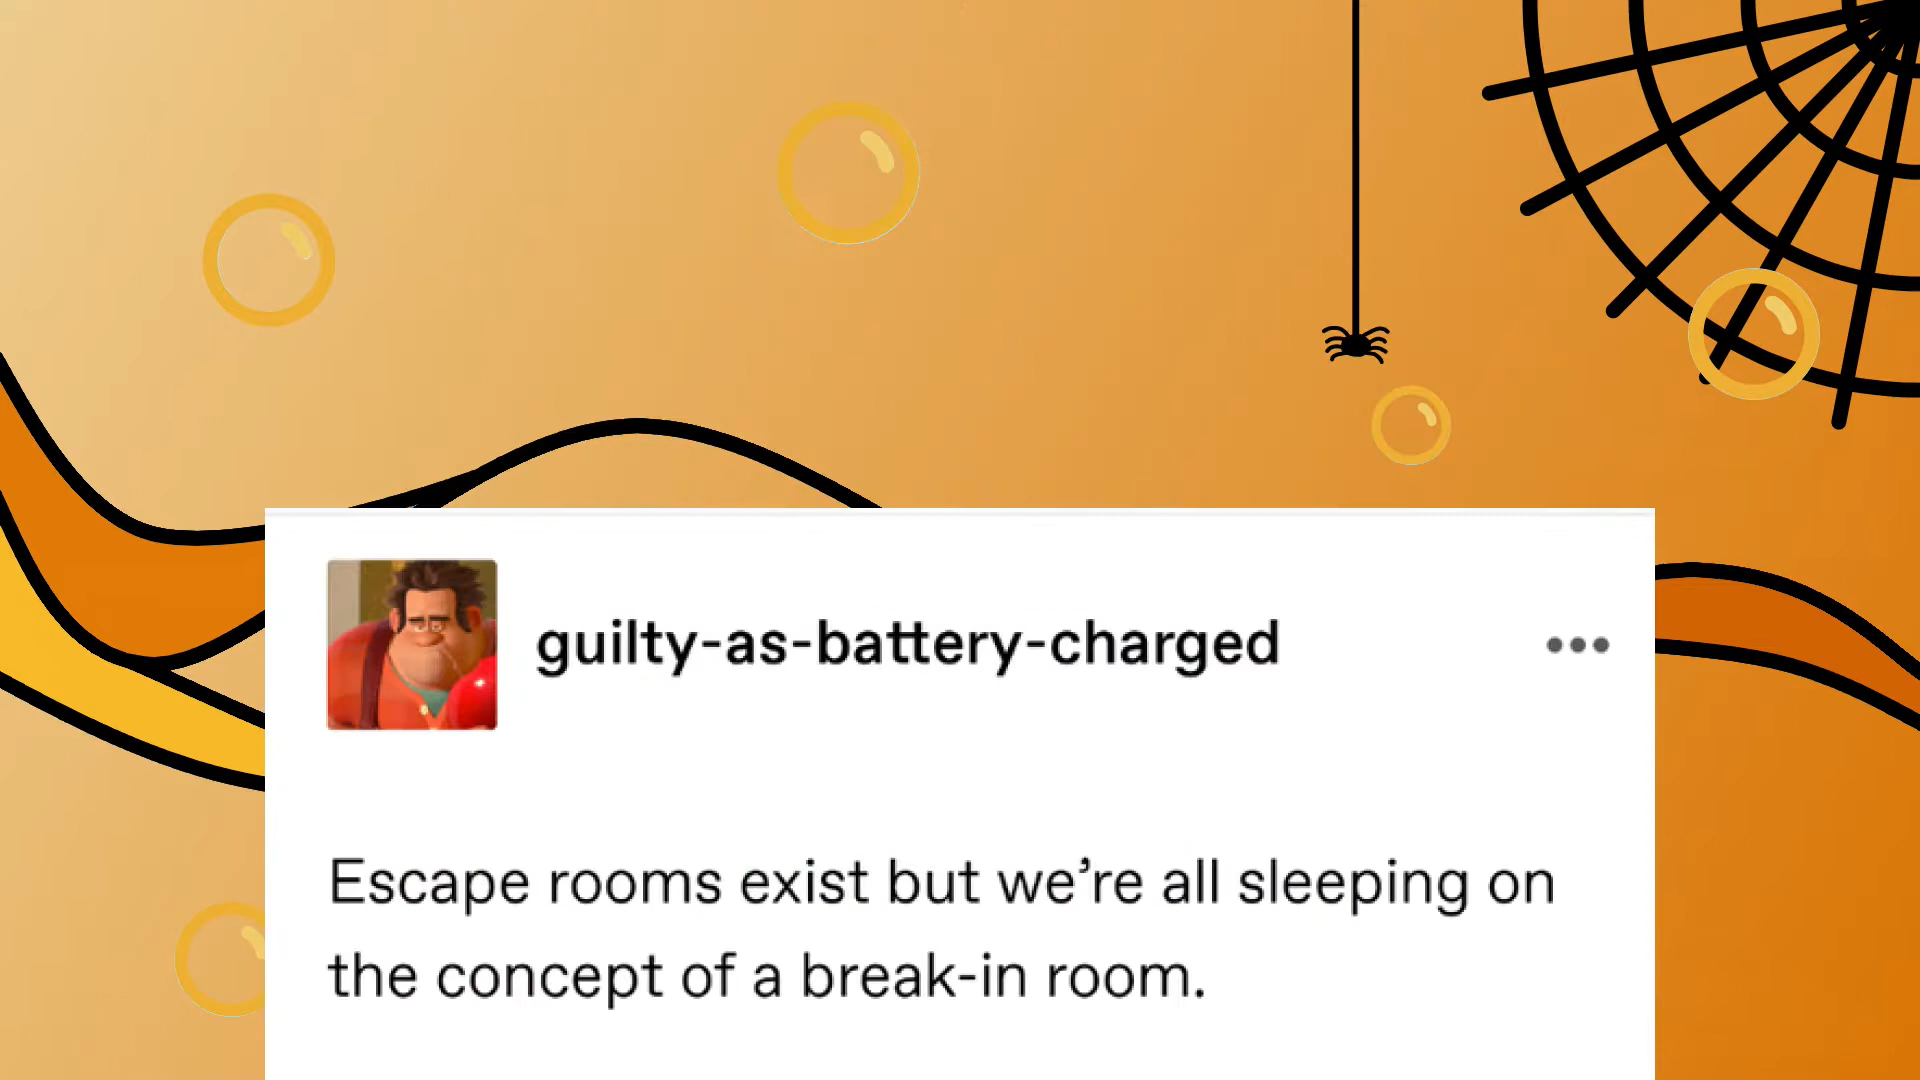 guilty-as-battery-charged
Escape rooms exist but we’re all sleeping on
the concept of a break-in room.